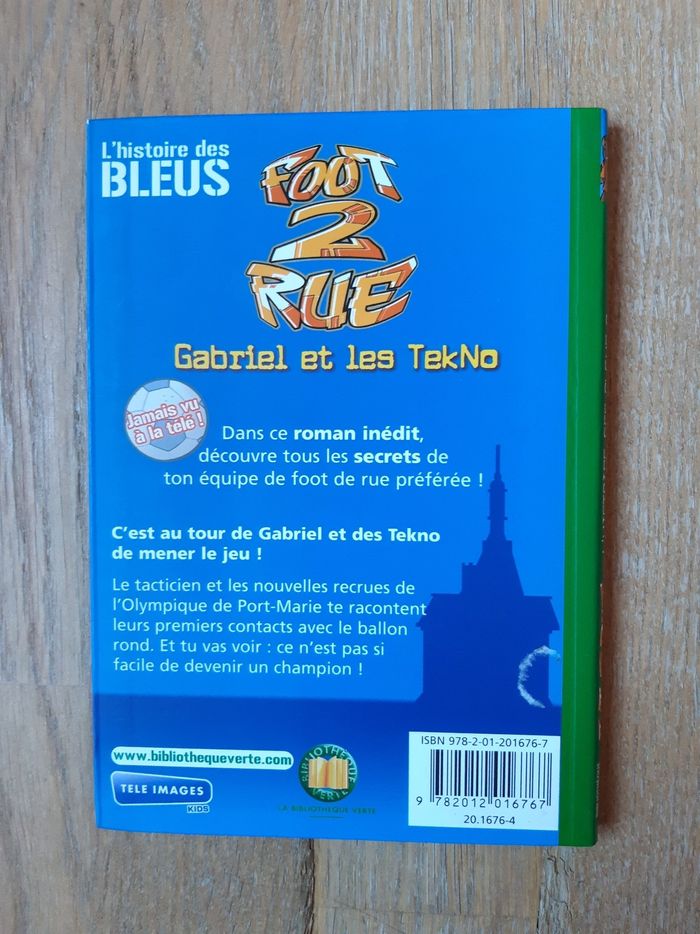 L'histoire des
BLEUS
FOOT
2
RUE
Gabriel et les TekNo
Jamais vu
à la télé !
Dans ce roman inédit,
découvre tous les secrets de
ton équipe de foot de rue préférée !
C'est au tour de Gabriel et des Tekno
de mener le jeu !
Le tacticien et les nouvelles recrues de
l'Olympique de Port-Marie te racontent
leurs premiers contacts avec le ballon
rond. Et tu vas voir : ce n'est pas si
facile de devenir un champion !
www.bibliothequeverte.com
TELE IMAGES
KIDS
BIBLIOTHÈQUE
VERTE
LA BIBLIOTHÈQUE VERTE
ISBN 978-2-01-201676-7
9 782012 016767
20.1676-4